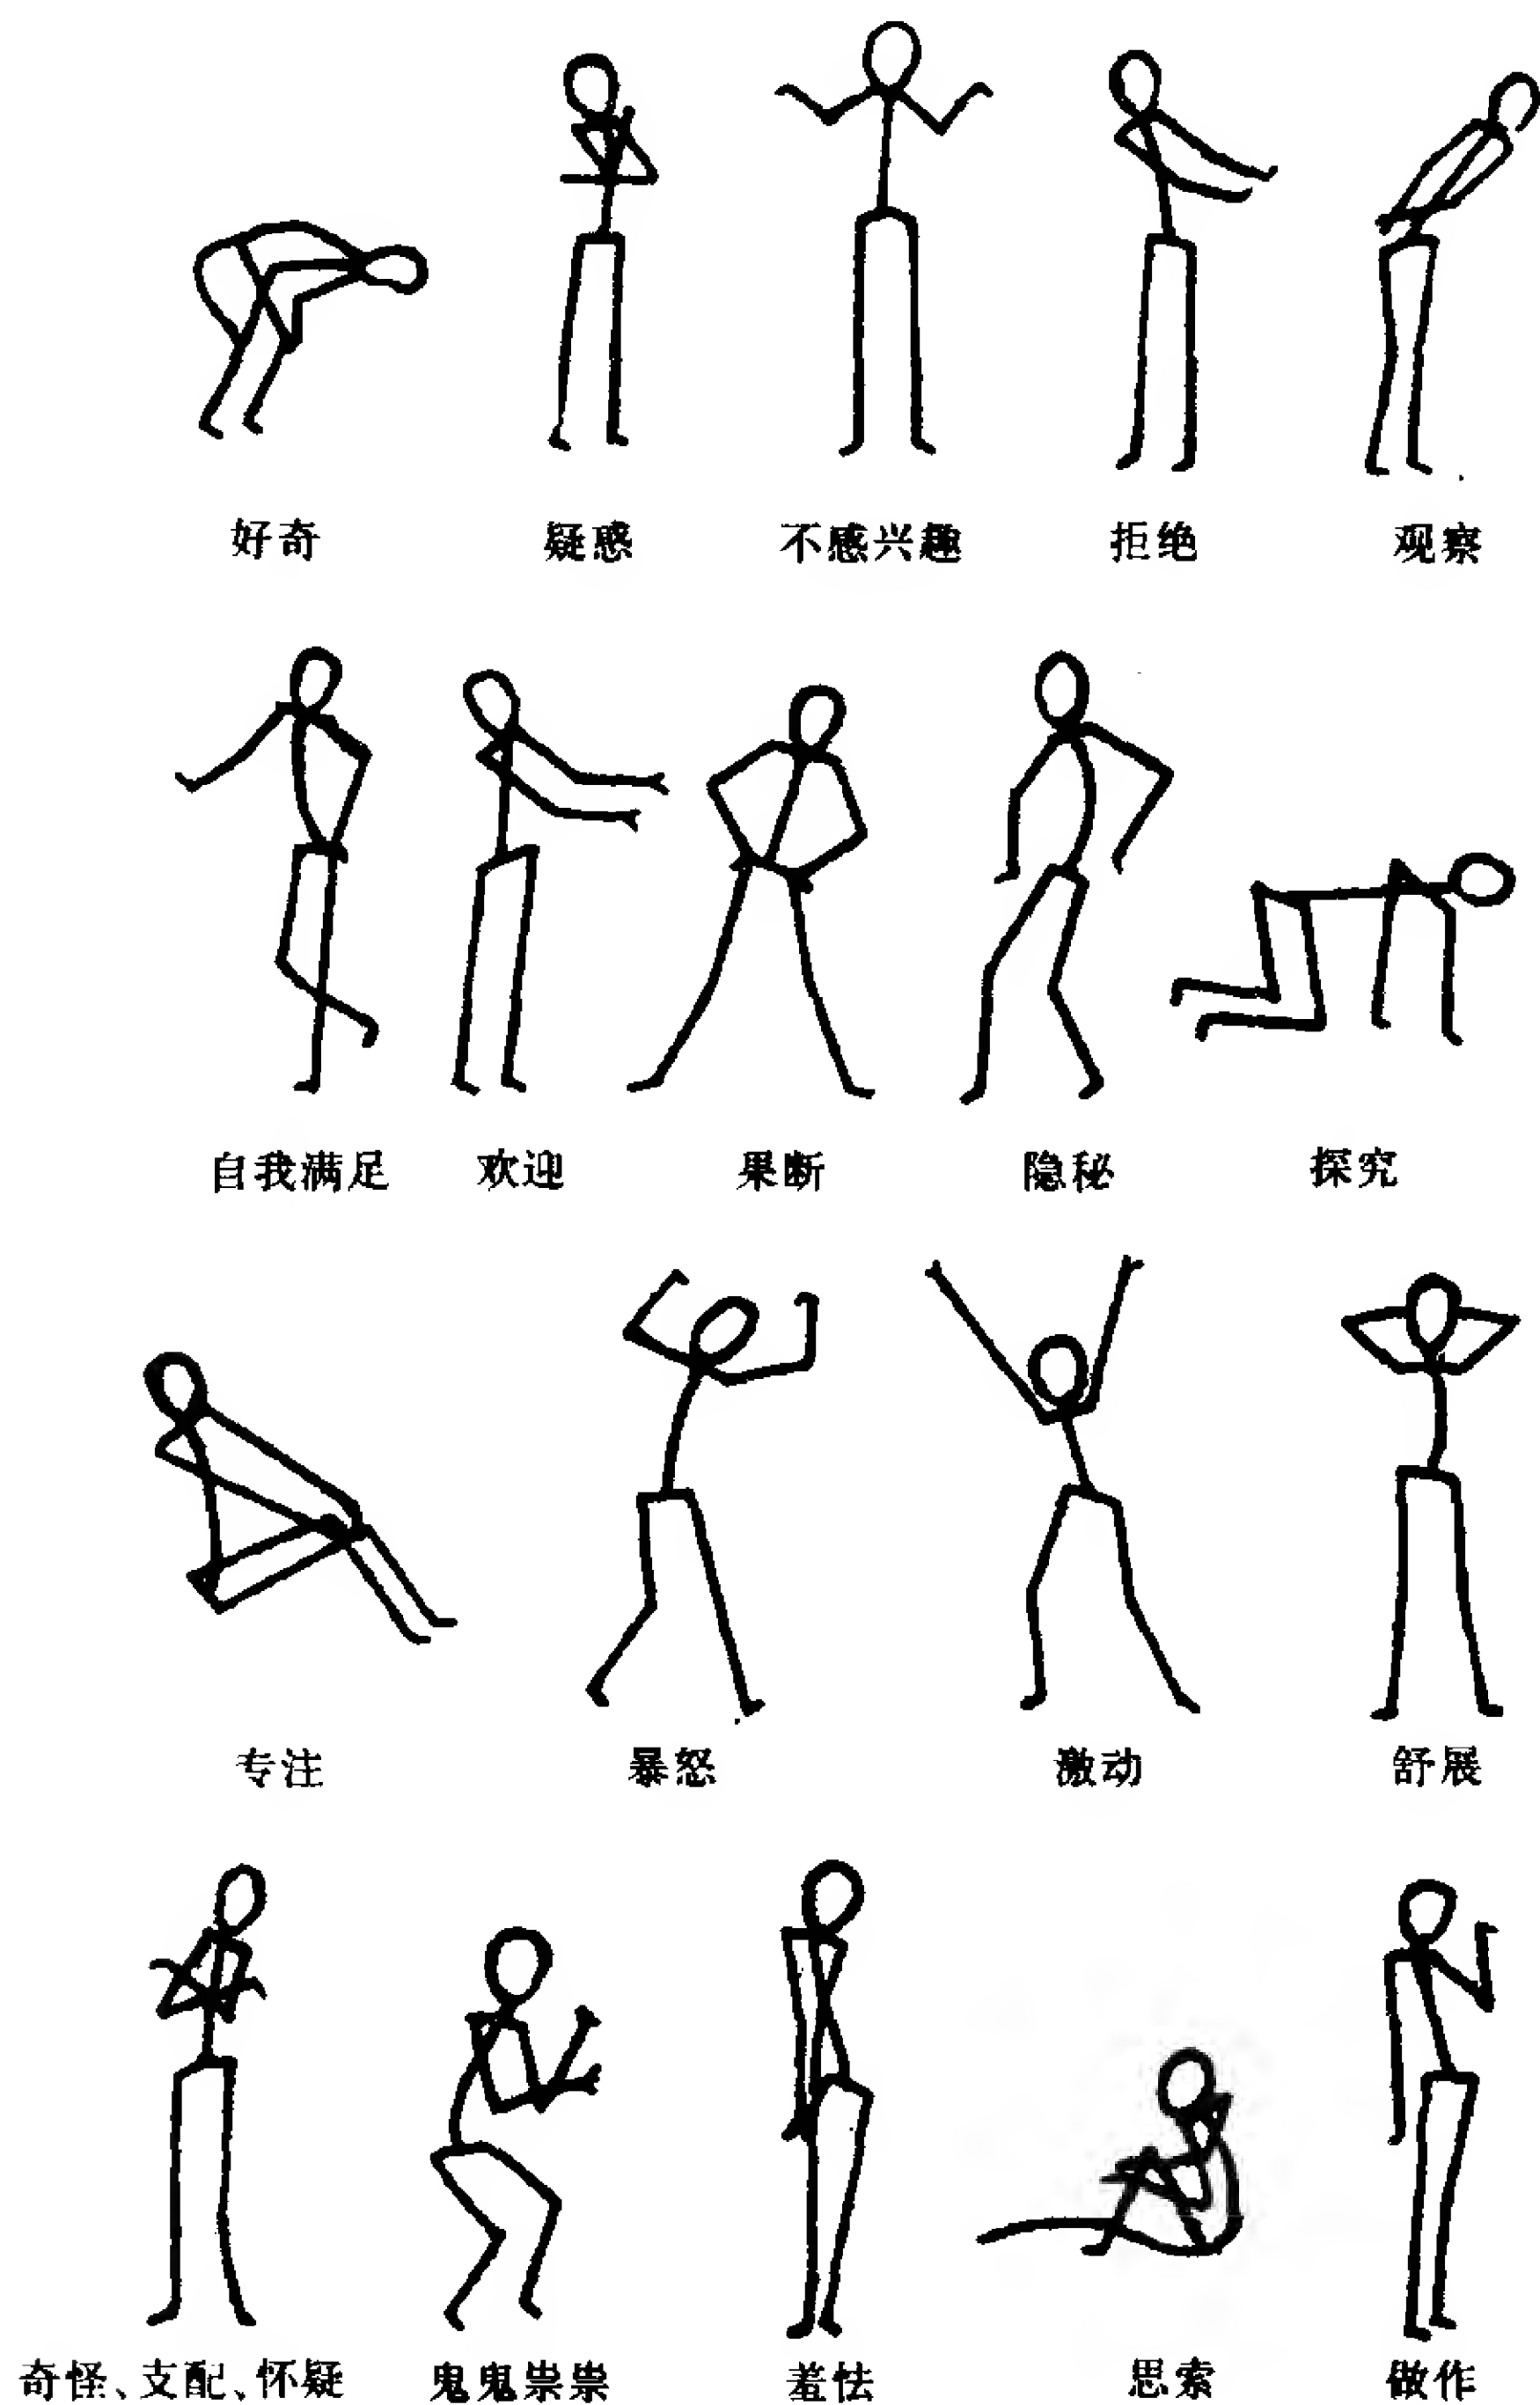 好奇 疑惑 不感兴趣 拒绝 观察
自我满足 欢迎 果断 隐秘 探究
专注 暴怒 激动 舒展
奇怪、支配、怀疑 鬼鬼祟祟 羞怯 思索 做作